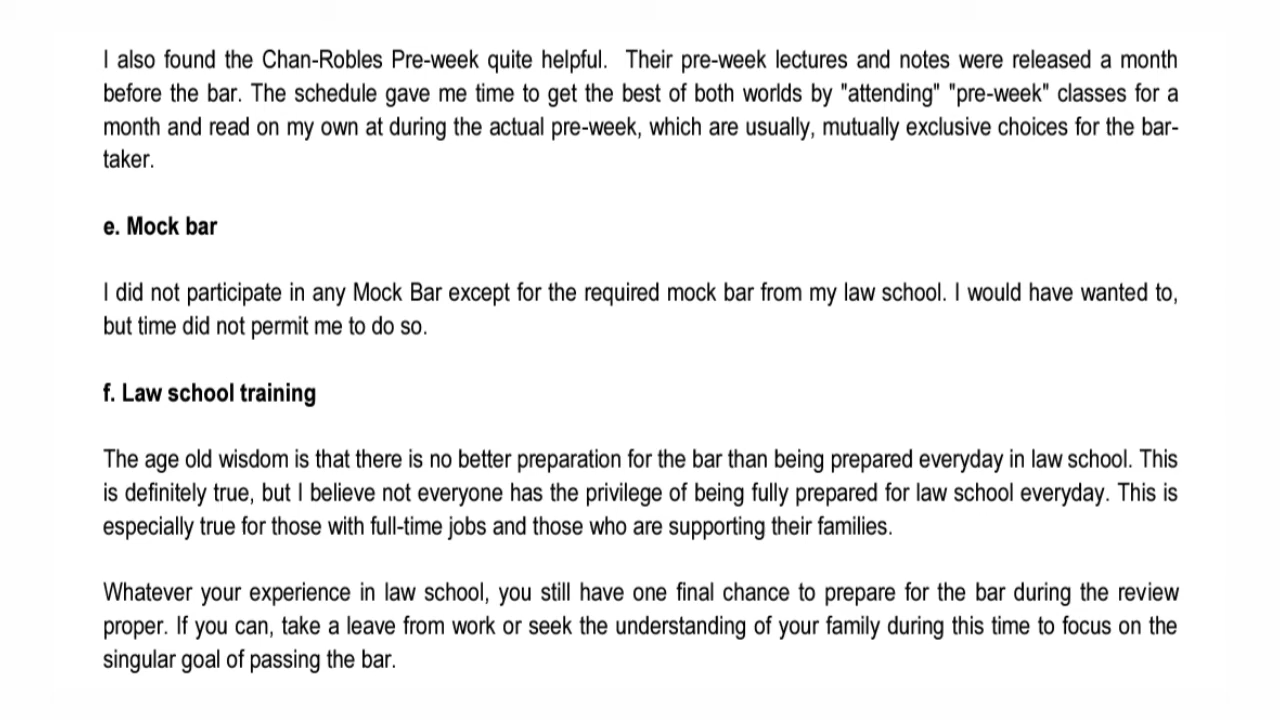 I also found the Chan-Robles Pre-week quite helpful.  Their pre-week lectures and notes were released a month
before the bar. The schedule gave me time to get the best of both worlds by "attending" "pre-week" classes for a
month and read on my own at during the actual pre-week, which are usually, mutually exclusive choices for the bar-
taker.
e. Mock bar
I did not participate in any Mock Bar except for the required mock bar from my law school. I would have wanted to,
but time did not permit me to do so.
f. Law school training
The age old wisdom is that there is no better preparation for the bar than being prepared everyday in law school. This
is definitely true, but I believe not everyone has the privilege of being fully prepared for law school everyday. This is
especially true for those with full-time jobs and those who are supporting their families.
Whatever your experience in law school, you still have one final chance to prepare for the bar during the review
proper. If you can, take a leave from work or seek the understanding of your family during this time to focus on the
singular goal of passing the bar.